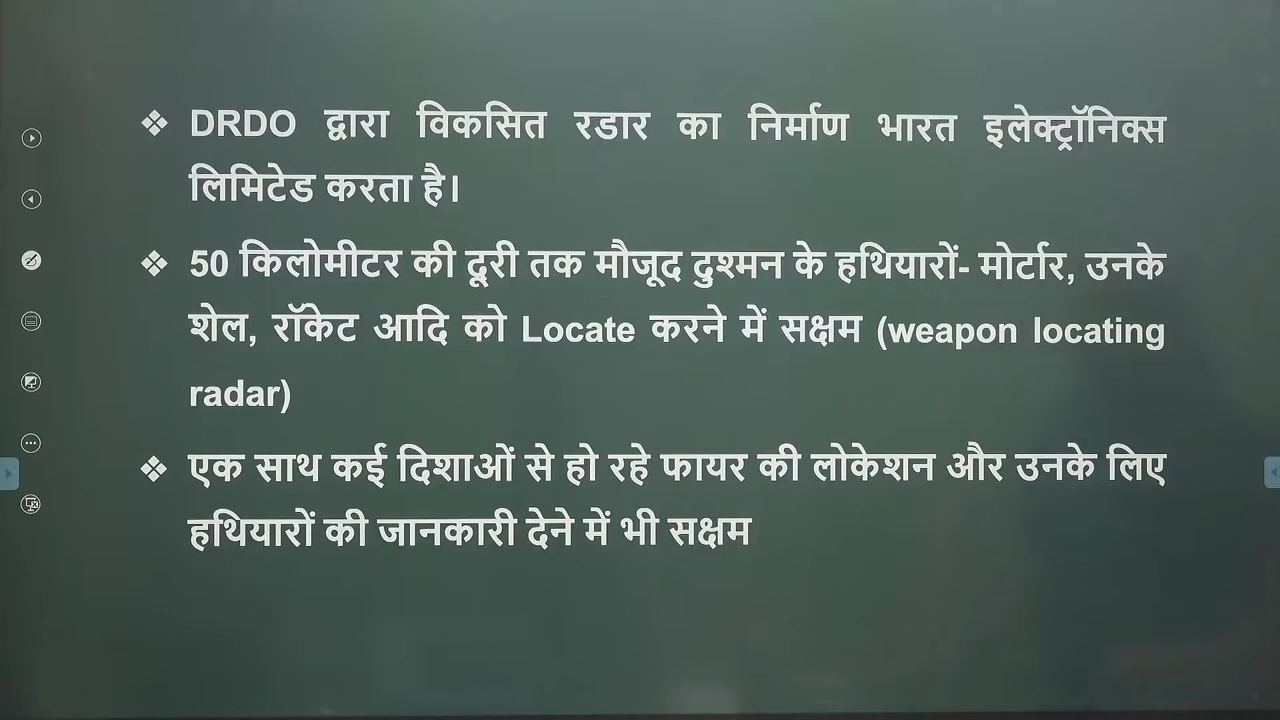 ❖ DRDO द्वारा विकसित रडार का निर्माण भारत इलेक्ट्रॉनिक्स
लिमिटेड करता है।
❖ 50 किलोमीटर की दूरी तक मौजूद दुश्मन के हथियारों- मोर्टार, उनके
शेल, रॉकेट आदि को Locate करने में सक्षम (weapon locating
radar)
❖ एक साथ कई दिशाओं से हो रहे फायर की लोकेशन और उनके लिए
हथियारों की जानकारी देने में भी सक्षम